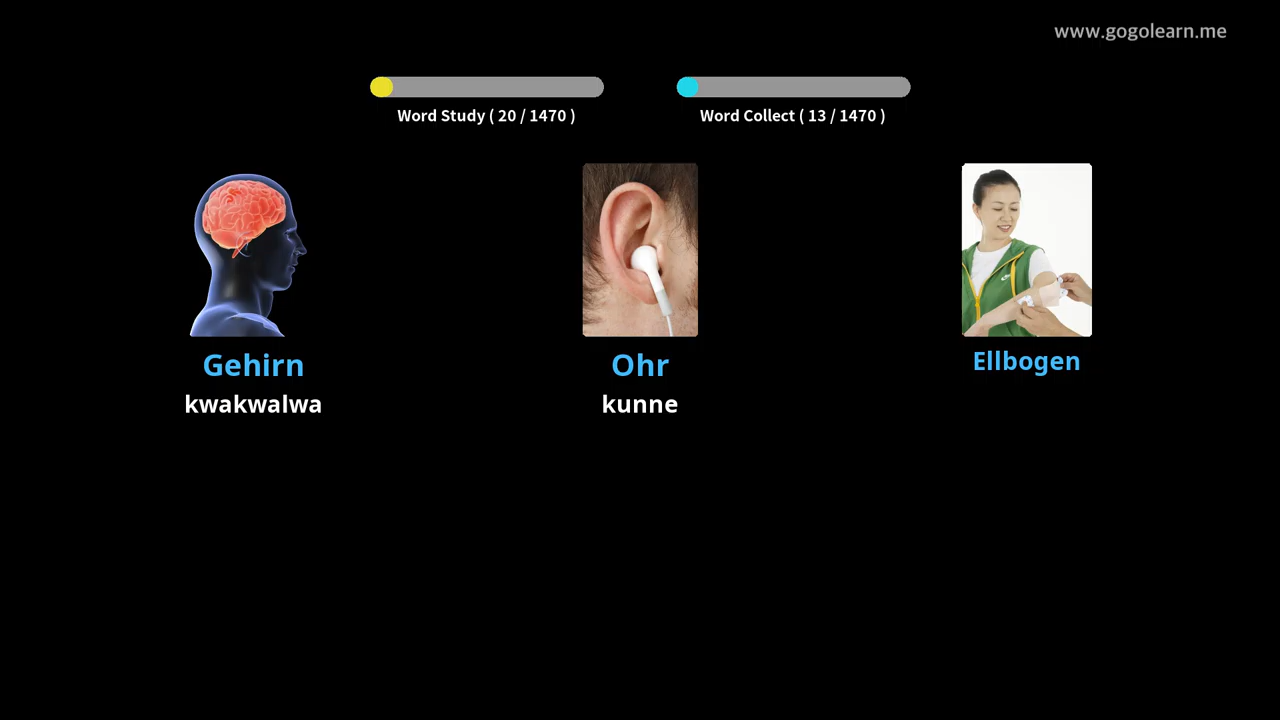 www.gogolearn.me
Word Study ( 20 / 1470 )
Word Collect ( 13 / 1470 )
Gehirn
kwakwalwa
Ohr
kunne
Ellbogen